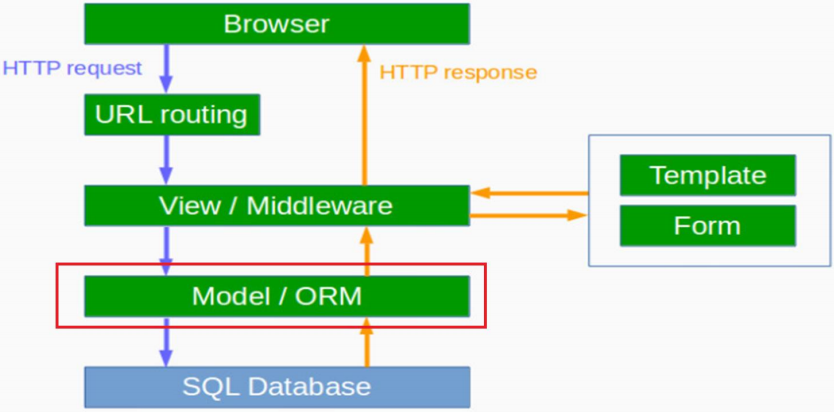 Browser
HTTP request
HTTP response
URL routing
View / Middleware
Template
Form
Model / ORM
SQL Database